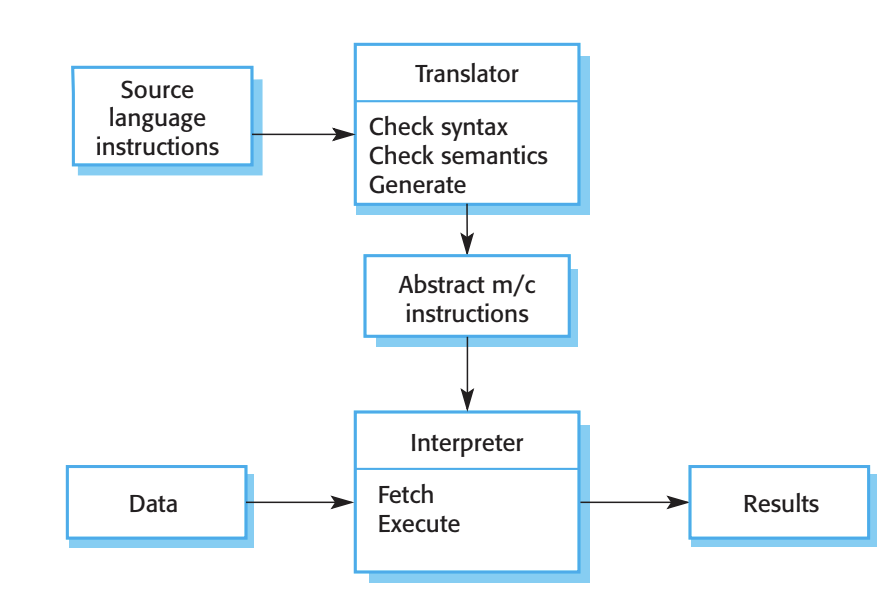 Source
language
instructions
Translator
Check syntax
Check semantics
Generate
Abstract m/c
instructions
Interpreter
Fetch
Execute
Data
Results